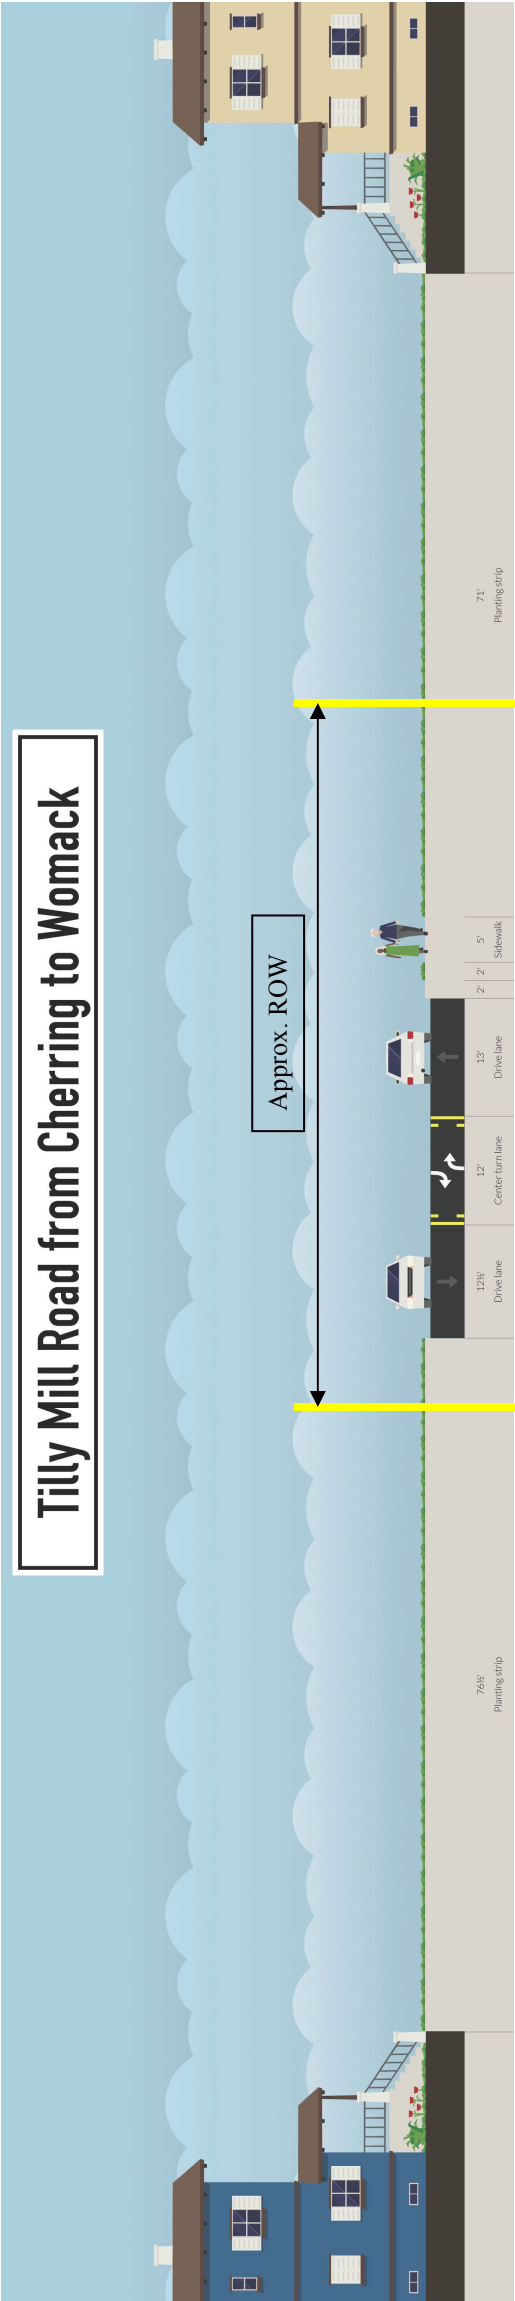 Tilly Mill Road from Cherring to Womack
Approx. ROW
76½'
Planting strip
12½'
Drive lane
12'
Center turn lane
13'
Drive lane
2'
2'
5'
Sidewalk
71'
Planting strip